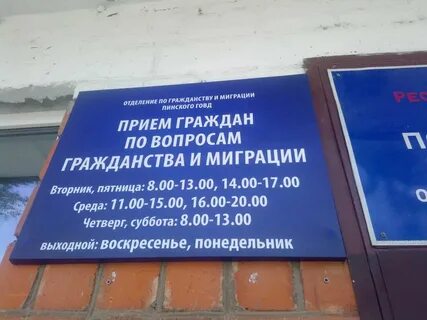 ОТДЕЛЕНИЕ ПО ГРАЖДАНСТВУ И МИГРАЦИИ
ПИНСКОГО ГОВД
ПРИЕМ ГРАЖДАН
ПО ВОПРОСАМ
ГРАЖДАНСТВА И МИГРАЦИИ
Вторник, пятница: 8.00-13.00, 14.00-17.00
Среда: 11.00-15.00, 16.00-20.00
Четверг, суббота: 8.00-13.00
выходной: воскресенье, понедельник
РЕС